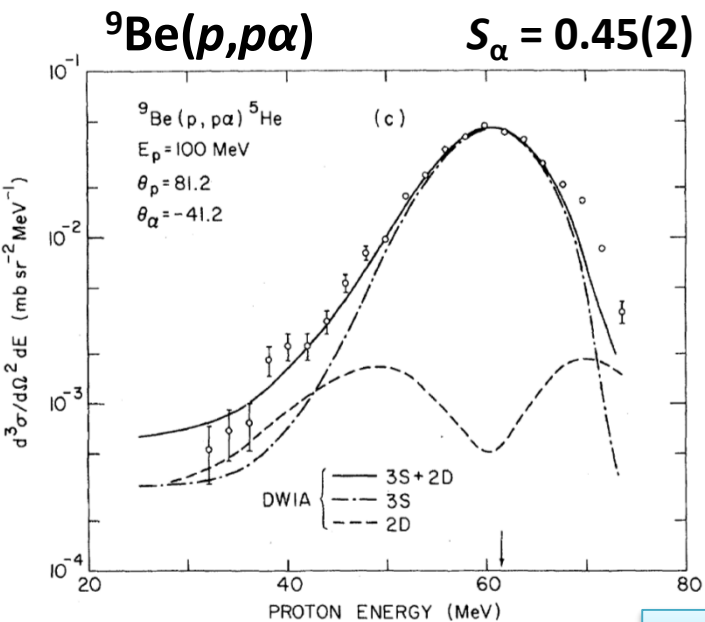 ⁹Be(p,pα) Sα = 0.45(2)
10⁻¹
⁹Be (p, pα) ⁵He (c)
Eₚ = 100 MeV
θₚ = 81.2
θα = -41.2
10⁻²
d³σ/dΩ² dE (mb sr⁻² MeV⁻¹)
10⁻³
DWIA
3S + 2D
3S
2D
10⁻⁴
20 40 60 80
PROTON ENERGY (MeV)